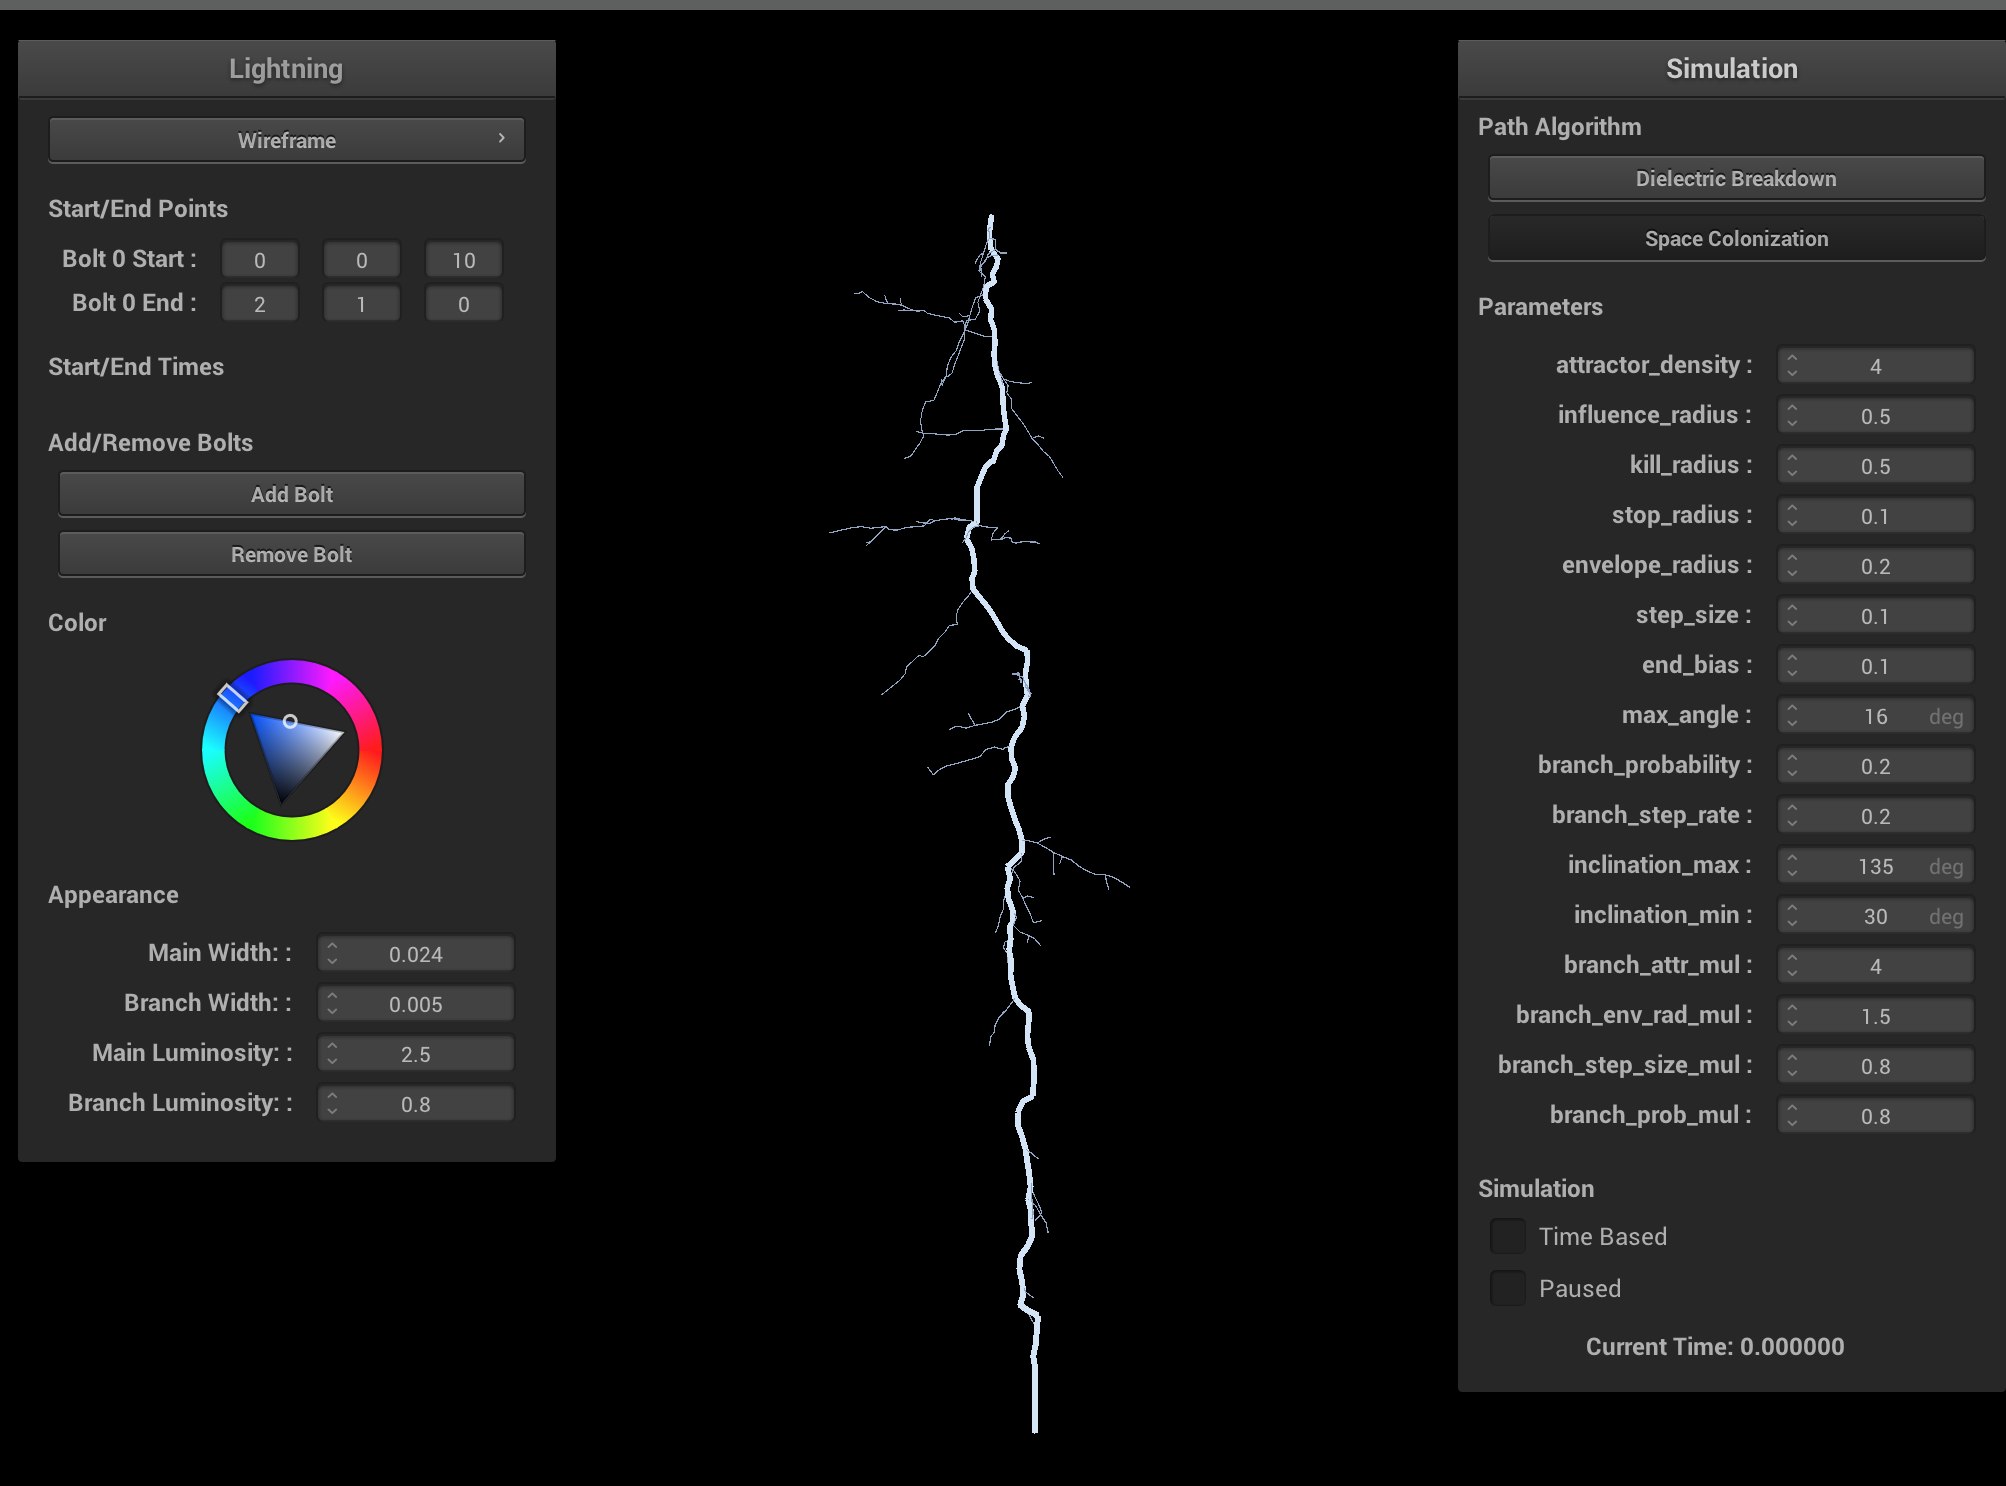 Lightning
Wireframe
Start/End Points
Bolt 0 Start : 0 0 10
Bolt 0 End : 2 1 0
Start/End Times
Add/Remove Bolts
Add Bolt
Remove Bolt
Color
Appearance
Main Width: : 0.024
Branch Width: : 0.005
Main Luminosity: : 2.5
Branch Luminosity: : 0.8
Simulation
Path Algorithm
Dielectric Breakdown
Space Colonization
Parameters
attractor_density : 4
influence_radius : 0.5
kill_radius : 0.5
stop_radius : 0.1
envelope_radius : 0.2
step_size : 0.1
end_bias : 0.1
max_angle : 16 deg
branch_probability : 0.2
branch_step_rate : 0.2
inclination_max : 135 deg
inclination_min : 30 deg
branch_attr_mul : 4
branch_env_rad_mul : 1.5
branch_step_size_mul : 0.8
branch_prob_mul : 0.8
Simulation
Time Based
Paused
Current Time: 0.000000